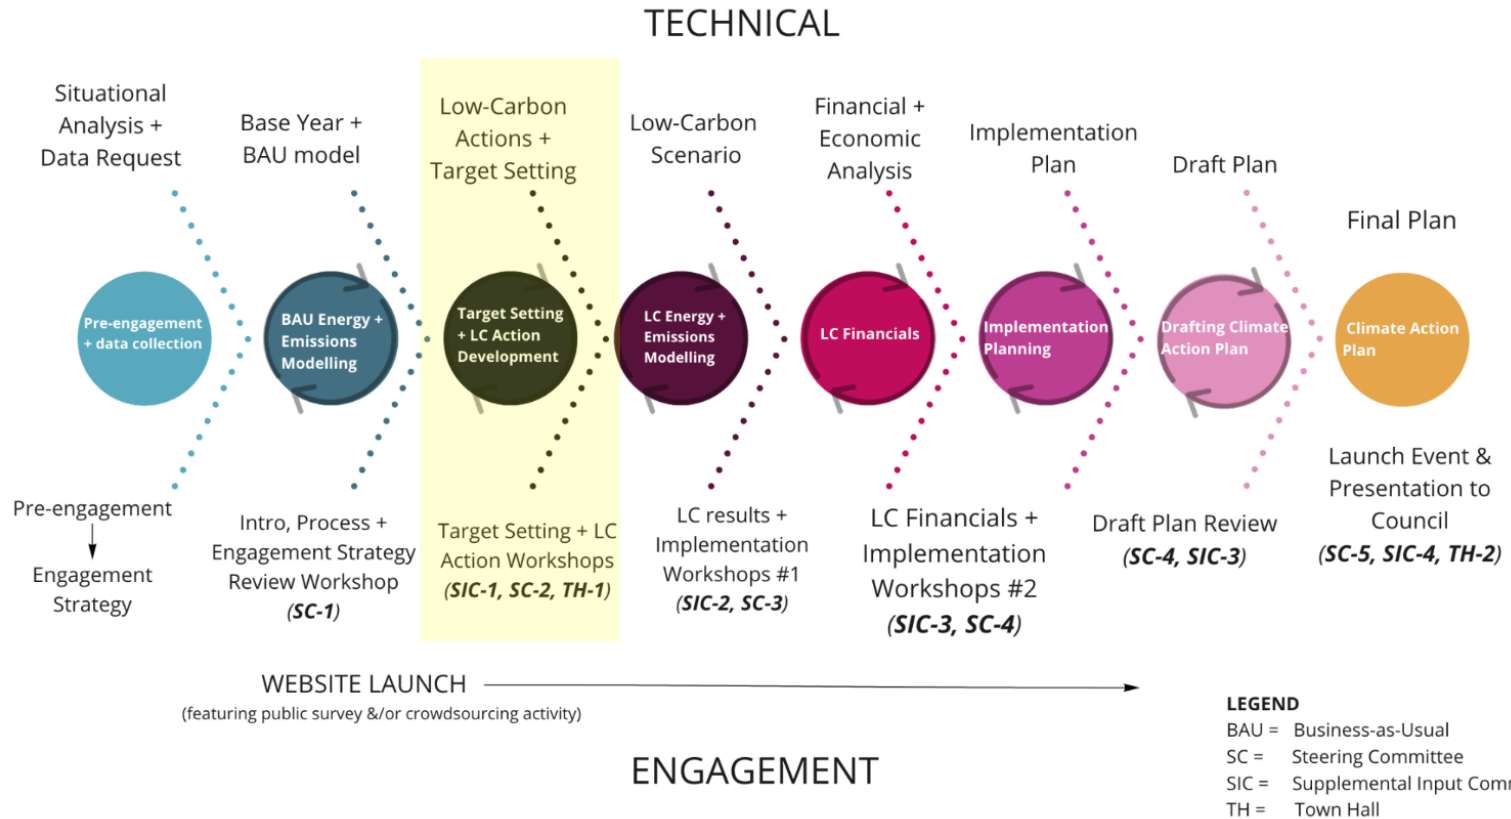 TECHNICAL
Situational
Analysis +
Data Request
Base Year +
BAU model
Low-Carbon
Actions +
Target Setting
Low-Carbon
Scenario
Financial +
Economic
Analysis
Implementation
Plan
Draft Plan
Final Plan
Pre-engagement
+ data collection
BAU Energy +
Emissions
Modelling
Target Setting
+ LC Action
Development
LC Energy +
Emissions
Modelling
LC Financials
Implementation
Planning
Drafting Climate
Action Plan
Climate Action
Plan
Pre-engagement
Engagement
Strategy
Intro, Process +
Engagement Strategy
Review Workshop
(SC-1)
Target Setting + LC
Action Workshops
(SIC-1, SC-2, TH-1)
LC results +
Implementation
Workshops #1
(SIC-2, SC-3)
LC Financials +
Implementation
Workshops #2
(SIC-3, SC-4)
Draft Plan Review
(SC-4, SIC-3)
Launch Event &
Presentation to
Council
(SC-5, SIC-4, TH-2)
WEBSITE LAUNCH
(featuring public survey &/or crowdsourcing activity)
ENGAGEMENT
LEGEND
BAU = Business-as-Usual
SC = Steering Committee
SIC = Supplemental Input
TH = Town Hall